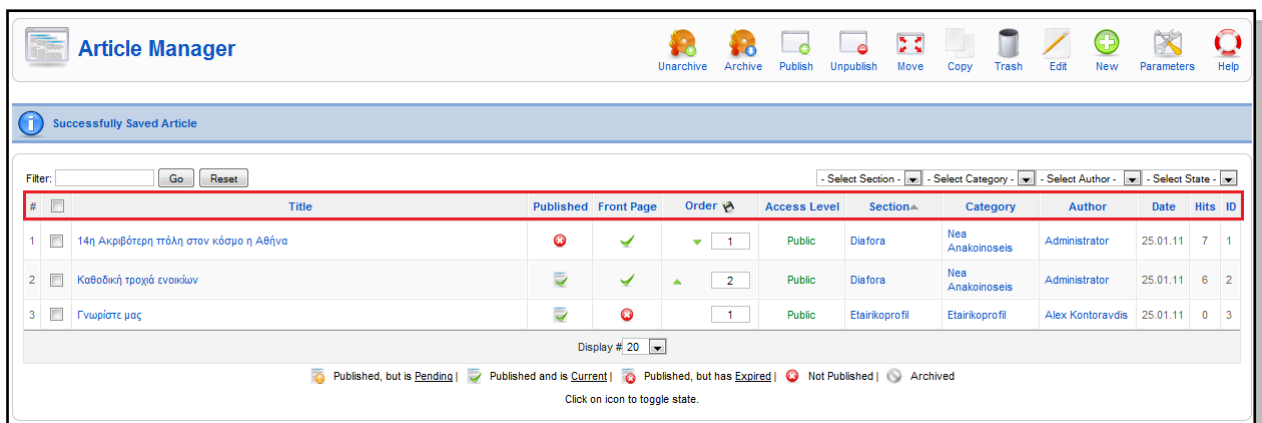 Article Manager
Unarchive Archive Publish Unpublish Move Copy Trash Edit New Parameters Help
Successfully Saved Article
Filter: Go Reset - Select Section - - Select Category - - Select Author - - Select State -
# Title Published Front Page Order Access Level Section Category Author Date Hits ID
1 14η Ακριβότερη πτόλη στον κόσμο η Αθήνα 1 Public Diafora Nea Anakoinoseis Administrator 25.01.11 7 1
2 Καθοδική τροχιά ενοικίων 2 Public Diafora Nea Anakoinoseis Administrator 25.01.11 6 2
3 Γνωρίστε μας 1 Public Etairikoprofil Etairikoprofil Alex Kontoravdis 25.01.11 0 3
Display # 20
Published, but is Pending | Published and is Current | Published, but has Expired | Not Published | Archived
Click on icon to toggle state.